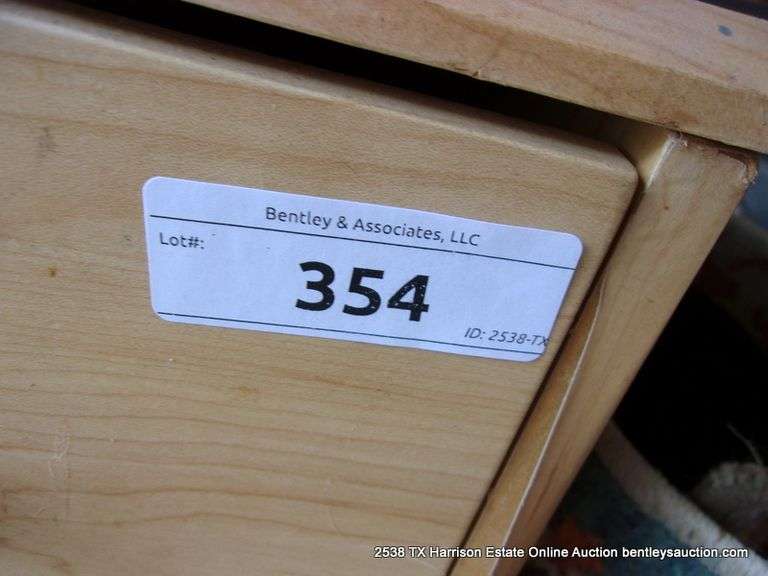 Bentley & Associates, LLC
Lot#:
354
ID: 2538-TX
2538 TX Harrison Estate Online Auction bentleysauction.com